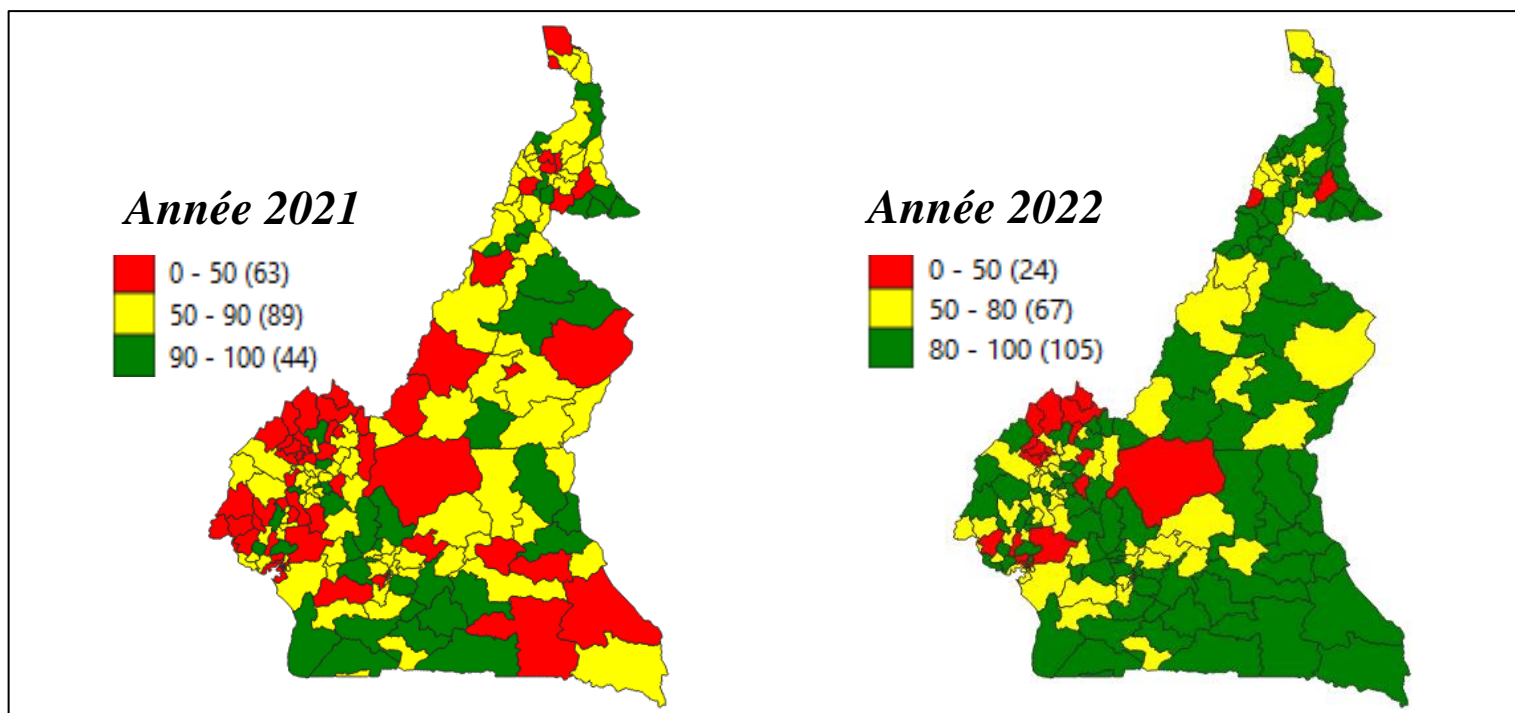 Année 2021
0 - 50 (63)
50 - 90 (89)
90 - 100 (44)
Année 2022
0 - 50 (24)
50 - 80 (67)
80 - 100 (105)